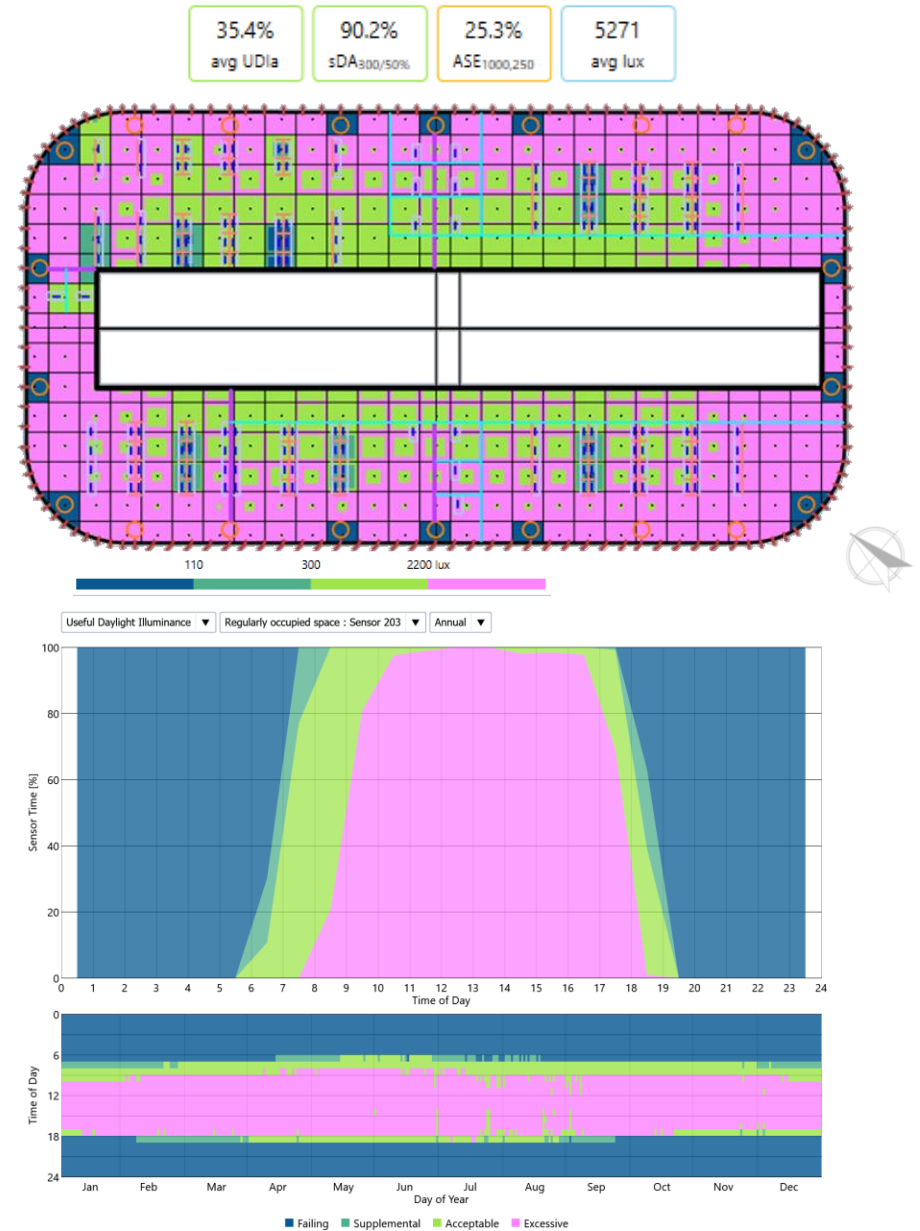 35.4% 90.2% 25.3% 5271
avg UDIa sDA300/50% ASE1000,250 avg lux
110 300 2200 lux
Useful Daylight Illuminance ▼ Regularly occupied space : Sensor 203 ▼ Annual ▼
100
80
60
40
20
0
Sensor Time [%]
0 1 2 3 4 5 6 7 8 9 10 11 12 13 14 15 16 17 18 19 20 21 22 23 24
Time of Day
0
6
12
18
24
Time of Day
Jan Feb Mar Apr May Jun Jul Aug Sep Oct Nov Dec
Day of Year
Failing Supplemental Acceptable Excessive